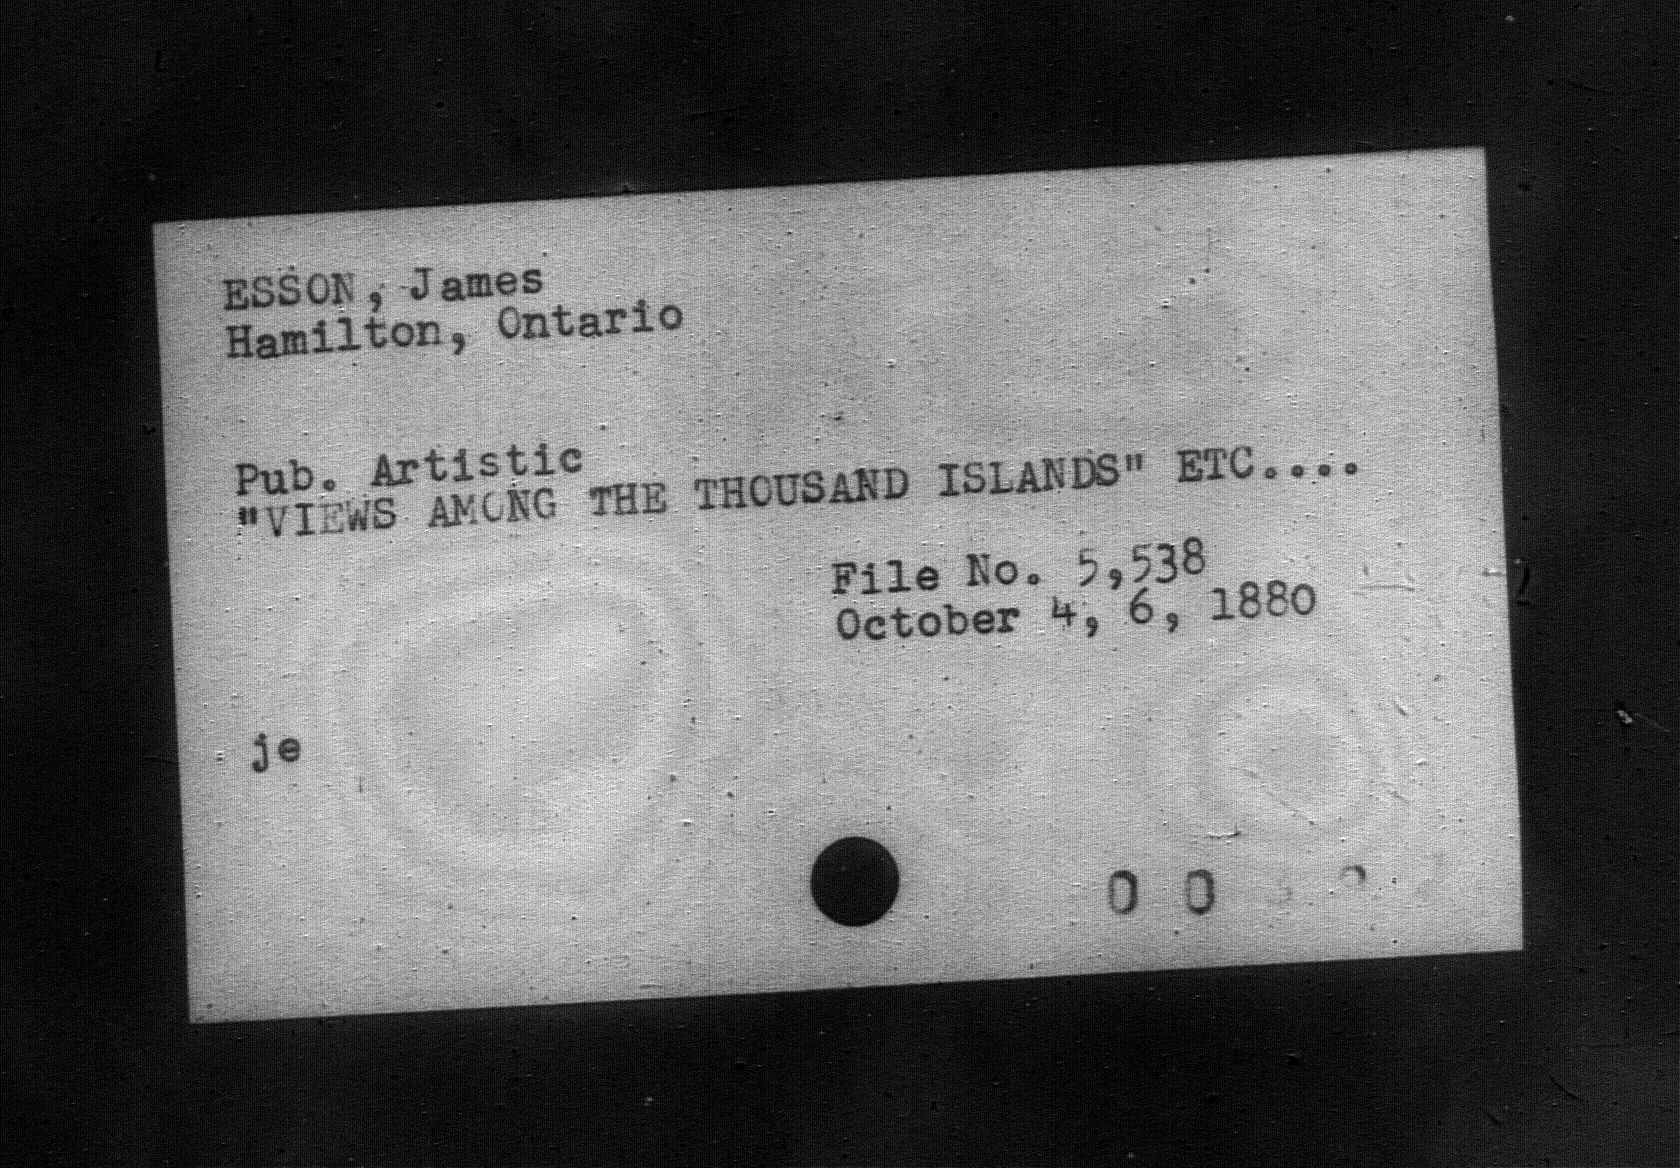 ESSON, James
Hamilton, Ontario
Pub. Artistic
"VIEWS AMONG THE THOUSAND ISLANDS" ETC....
File No. 5,538
October 4, 6, 1880
je
0 0